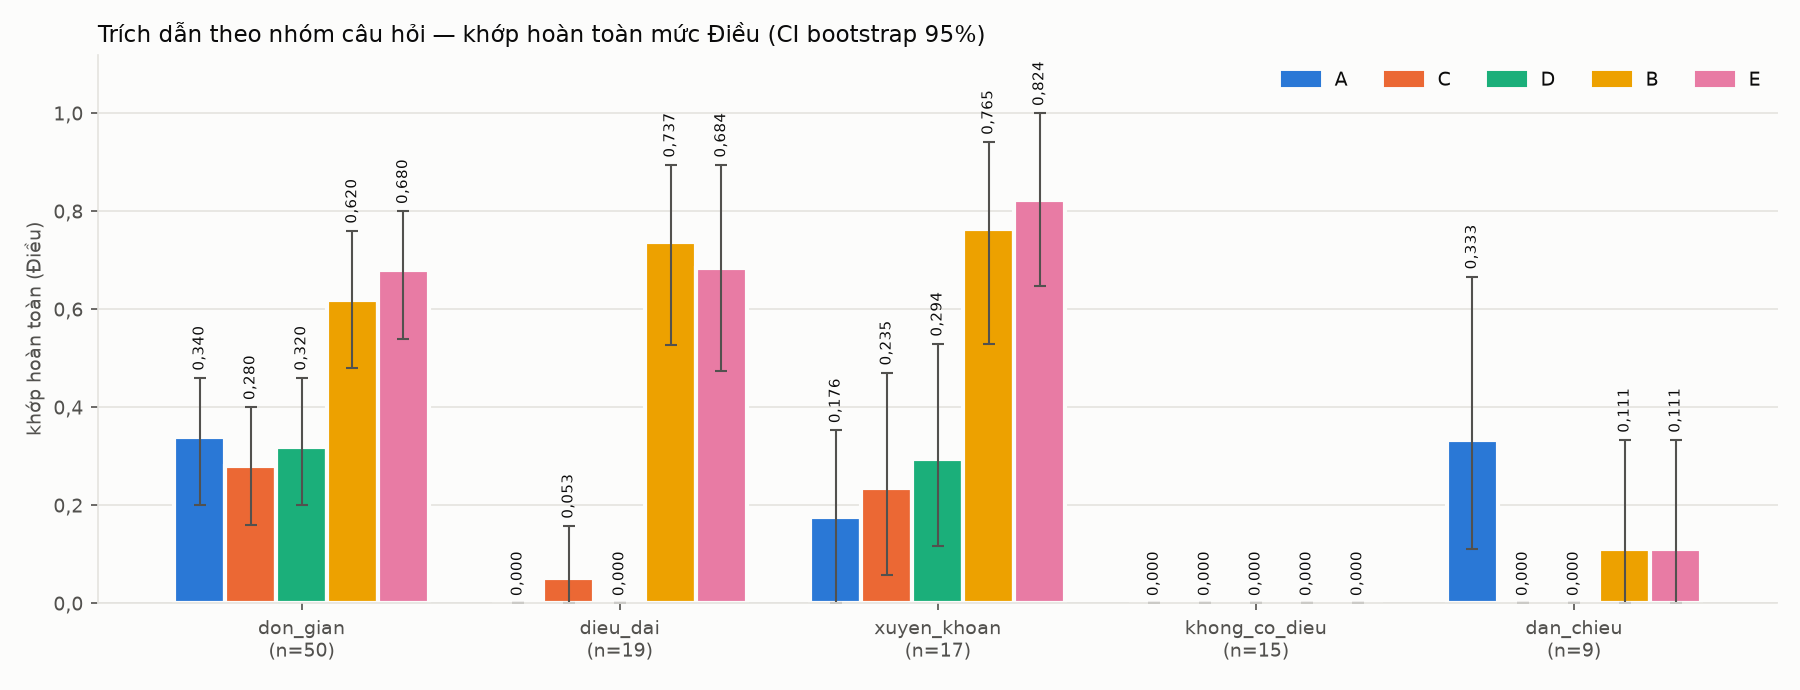 Trích dẫn theo nhóm câu hỏi — khớp hoàn toàn mức Điều (CI bootstrap 95%)
A C D B E
khớp hoàn toàn (Điều)
1,0
0,8
0,6
0,4
0,2
0,0
0,340
0,280
0,320
0,620
0,680
0,000
0,053
0,000
0,737
0,684
0,176
0,235
0,294
0,765
0,824
0,000
0,000
0,000
0,000
0,000
0,333
0,000
0,000
0,111
0,111
don_gian
(n=50)
dieu_dai
(n=19)
xuyen_khoan
(n=17)
khong_co_dieu
(n=15)
dan_chieu
(n=9)